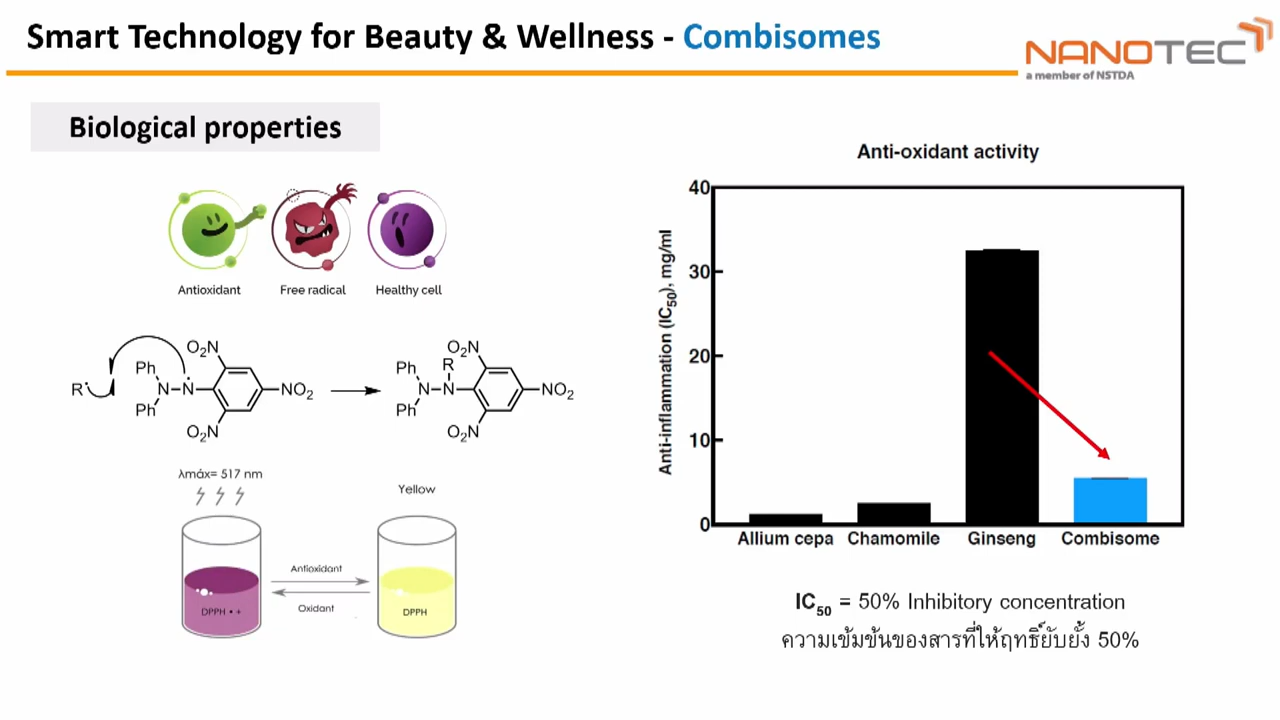 Smart Technology for Beauty & Wellness - Combisomes
NANOTEC
a member of NSTDA
Biological properties
Antioxidant
Free radical
Healthy cell
R•
Ph
Ph
N-N
O₂N
O₂N
NO₂
Ph
Ph
N-N
R
O₂N
O₂N
NO₂
λmáx= 517 nm
Yellow
Antioxidant
Oxidant
DPPH • +
DPPH
Anti-oxidant activity
Anti-inflammation (IC₅₀), mg/ml
40
30
20
10
0
Allium cepa Chamomile Ginseng Combisome
IC₅₀ = 50% Inhibitory concentration
ความเข้มข้นของสารที่ให้ฤทธิ์ยับยั้ง 50%